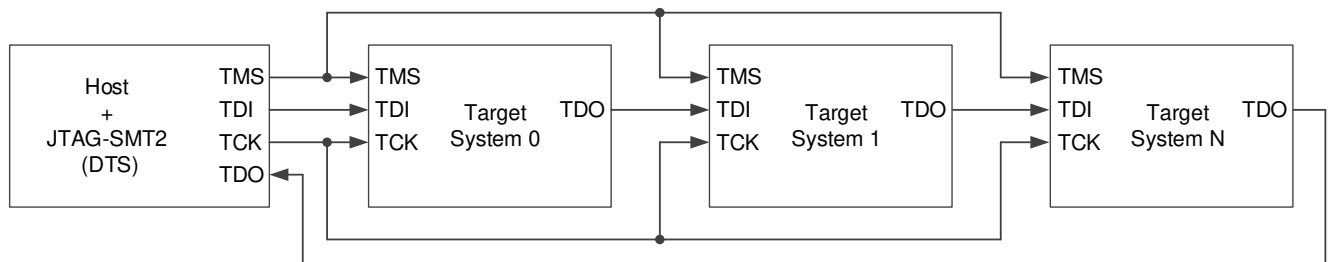 Host
+
JTAG-SMT2
(DTS)
TMS
TDI
TCK
TDO
TMS
TDI
TCK
Target
System 0
TDO
TMS
TDI
TCK
Target
System 1
TDO
TMS
TDI
TCK
Target
System N
TDO